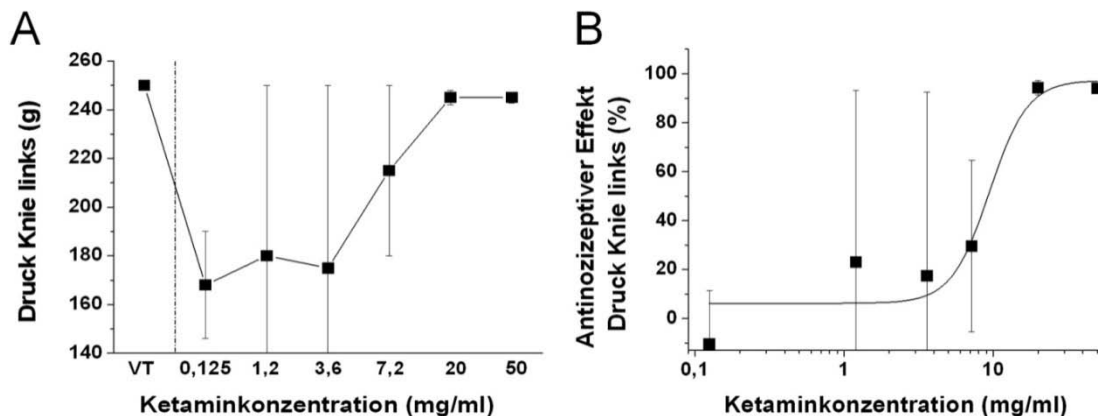 A
Druck Knie links (g)
260
240
220
200
180
160
140
VT 0,125 1,2 3,6 7,2 20 50
Ketaminkonzentration (mg/ml)
B
Antinozizeptiver Effekt
Druck Knie links (%)
100
80
60
40
20
0
0,1 1 10
Ketaminkonzentration (mg/ml)